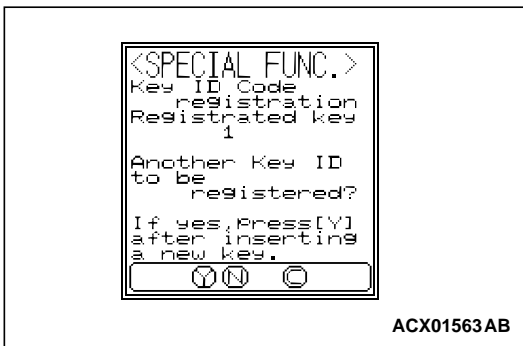 <SPECIAL FUNC.>
Key ID Code
registration
Registrated key
1
Another Key ID
to be
registered?
If yes,press[Y]
after inserting
a new key.
Y N C
ACX01563AB